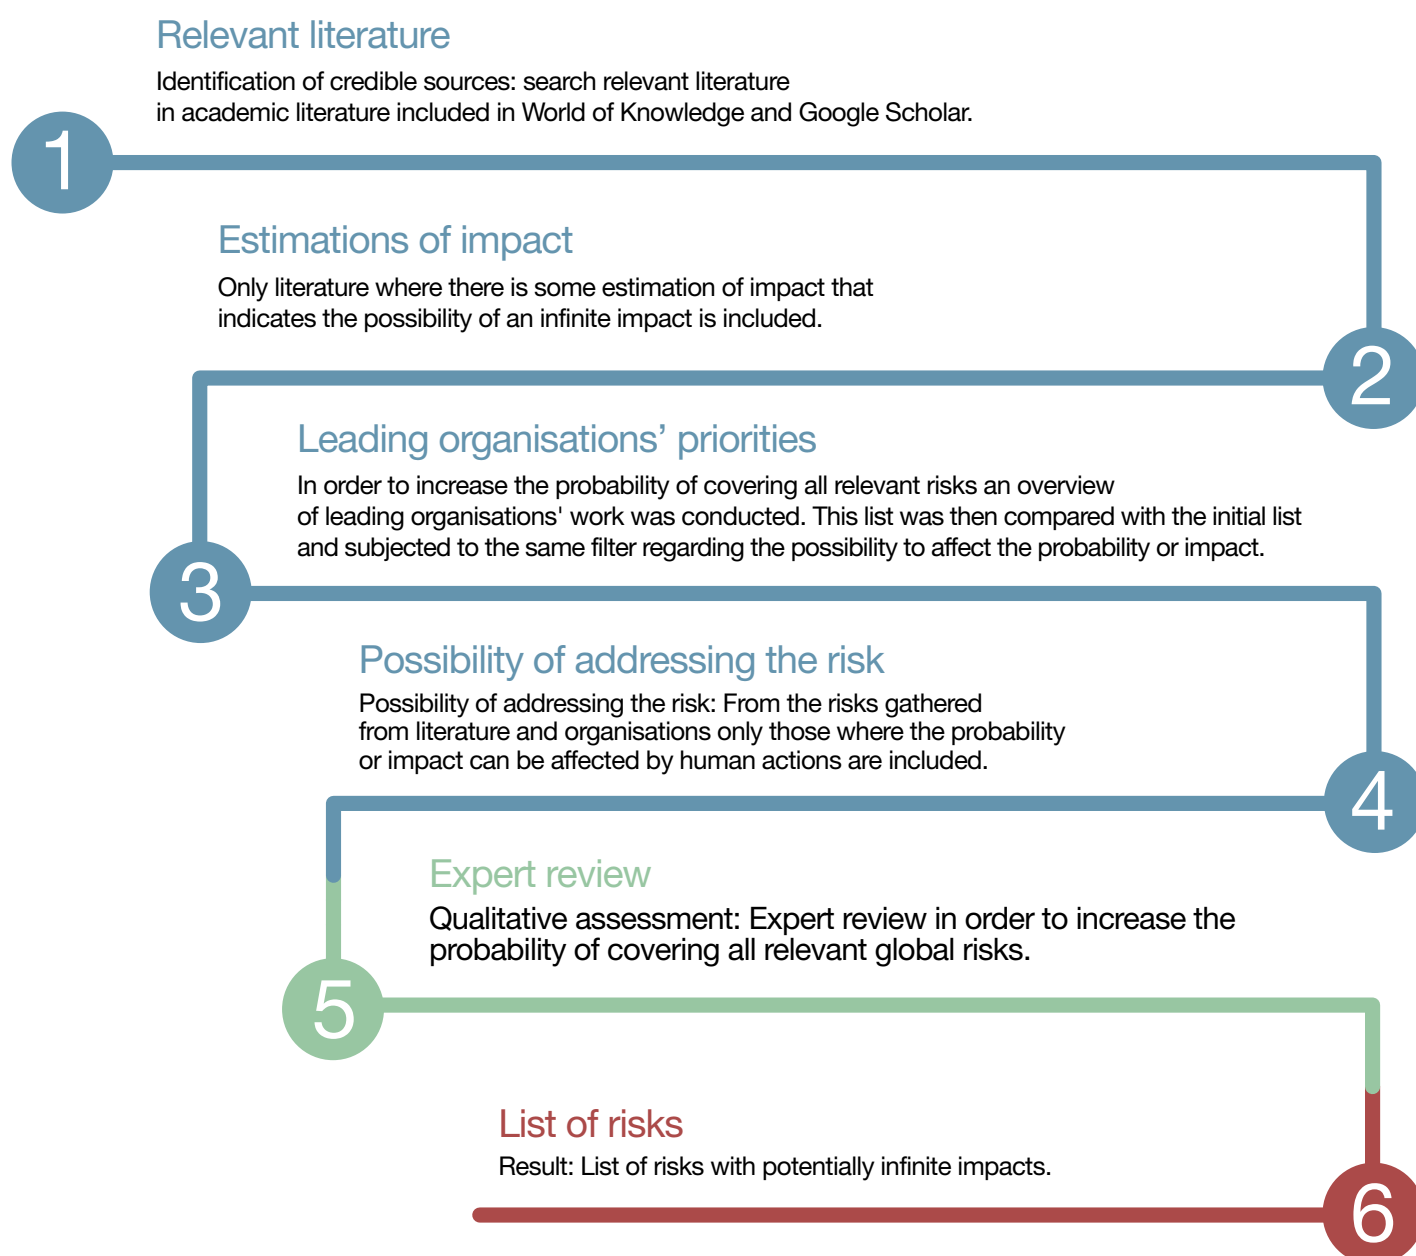 Relevant literature
Identification of credible sources: search relevant literature
in academic literature included in World of Knowledge and Google Scholar.
1
Estimations of impact
Only literature where there is some estimation of impact that
indicates the possibility of an infinite impact is included.
2
Leading organisations’ priorities
In order to increase the probability of covering all relevant risks an overview
of leading organisations' work was conducted. This list was then compared with the initial list
and subjected to the same filter regarding the possibility to affect the probability or impact.
3
Possibility of addressing the risk
Possibility of addressing the risk: From the risks gathered
from literature and organisations only those where the probability
or impact can be affected by human actions are included.
4
Expert review
Qualitative assessment: Expert review in order to increase the
probability of covering all relevant global risks.
5
List of risks
Result: List of risks with potentially infinite impacts.
6